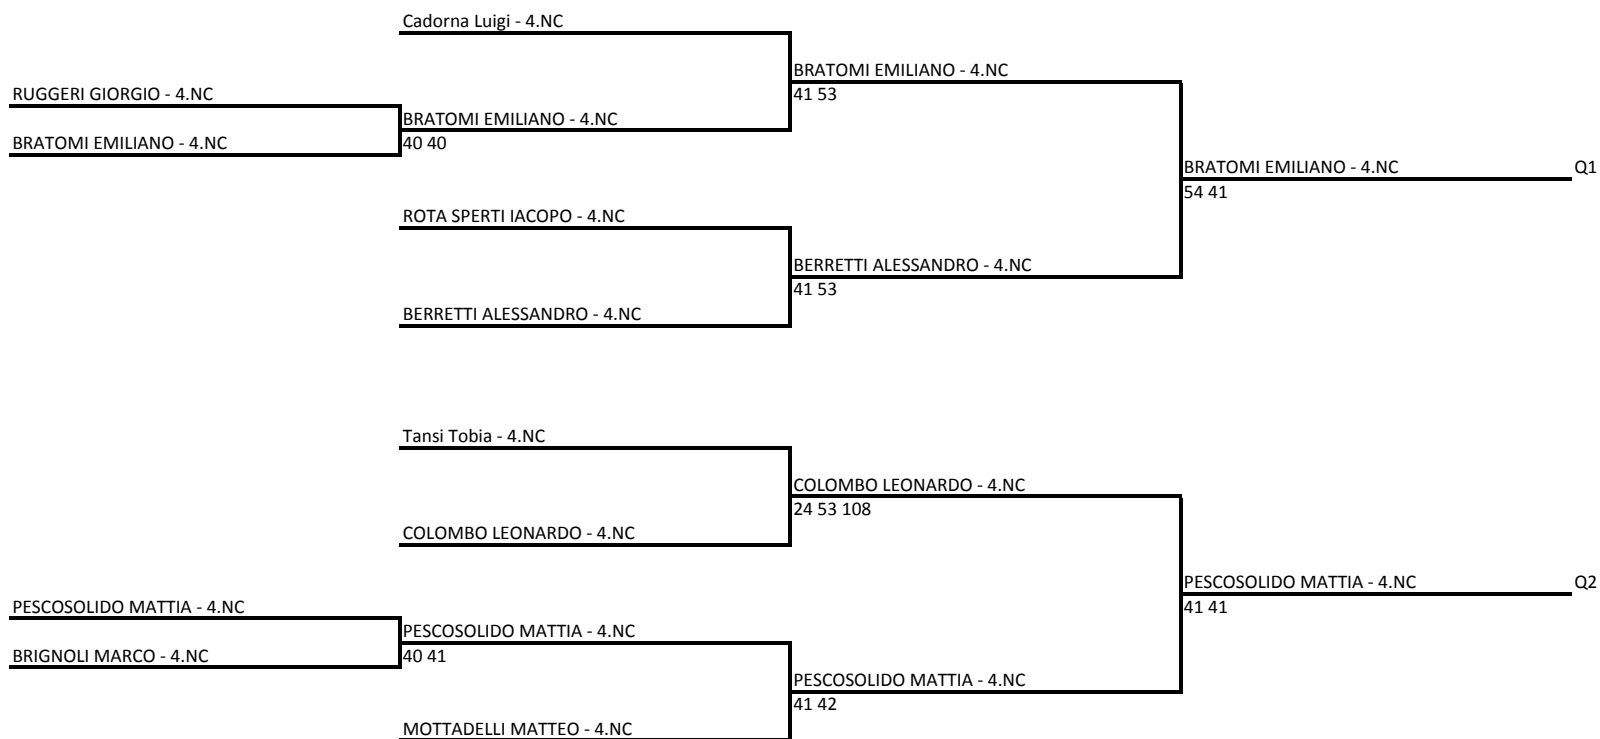 Cadorna Luigi - 4.NC
BRATOMI EMILIANO - 4.NC
RUGGERI GIORGIO - 4.NC
41 53
BRATOMI EMILIANO - 4.NC
BRATOMI EMILIANO - 4.NC
40 40
BRATOMI EMILIANO - 4.NC
Q1
54 41
ROTA SPERTI IACOPO - 4.NC
BERRETTI ALESSANDRO - 4.NC
41 53
BERRETTI ALESSANDRO - 4.NC
Tansi Tobia - 4.NC
COLOMBO LEONARDO - 4.NC
24 53 108
COLOMBO LEONARDO - 4.NC
PESCOSOLIDO MATTIA - 4.NC
Q2
PESCOSOLIDO MATTIA - 4.NC
41 41
PESCOSOLIDO MATTIA - 4.NC
BRIGNOLI MARCO - 4.NC
40 41
PESCOSOLIDO MATTIA - 4.NC
41 42
MOTTADELLI MATTEO - 4.NC